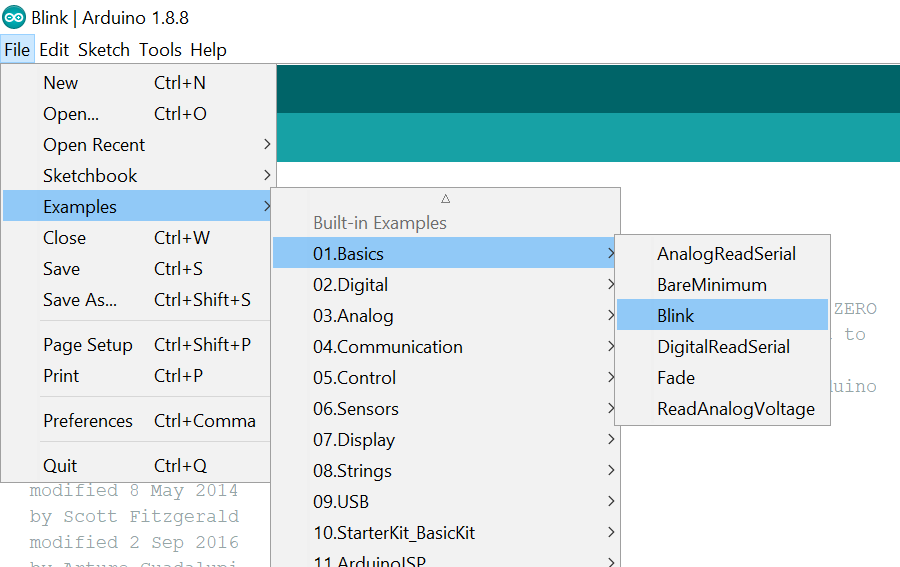 Blink | Arduino 1.8.8
File Edit Sketch Tools Help
New Ctrl+N
Open... Ctrl+O
Open Recent
Sketchbook
Examples
Close Ctrl+W
Save Ctrl+S
Save As... Ctrl+Shift+S
Page Setup Ctrl+Shift+P
Print Ctrl+P
Preferences Ctrl+Comma
Quit Ctrl+Q
Built-in Examples
01.Basics
02.Digital
03.Analog
04.Communication
05.Control
06.Sensors
07.Display
08.Strings
09.USB
10.StarterKit_BasicKit
11.ArduinoISP
AnalogReadSerial
BareMinimum
Blink
DigitalReadSerial
Fade
ReadAnalogVoltage
ZERO
to
modified 8 May 2014
by Scott Fitzgerald
modified 2 Sep 2016
by Arturo Guadalupi